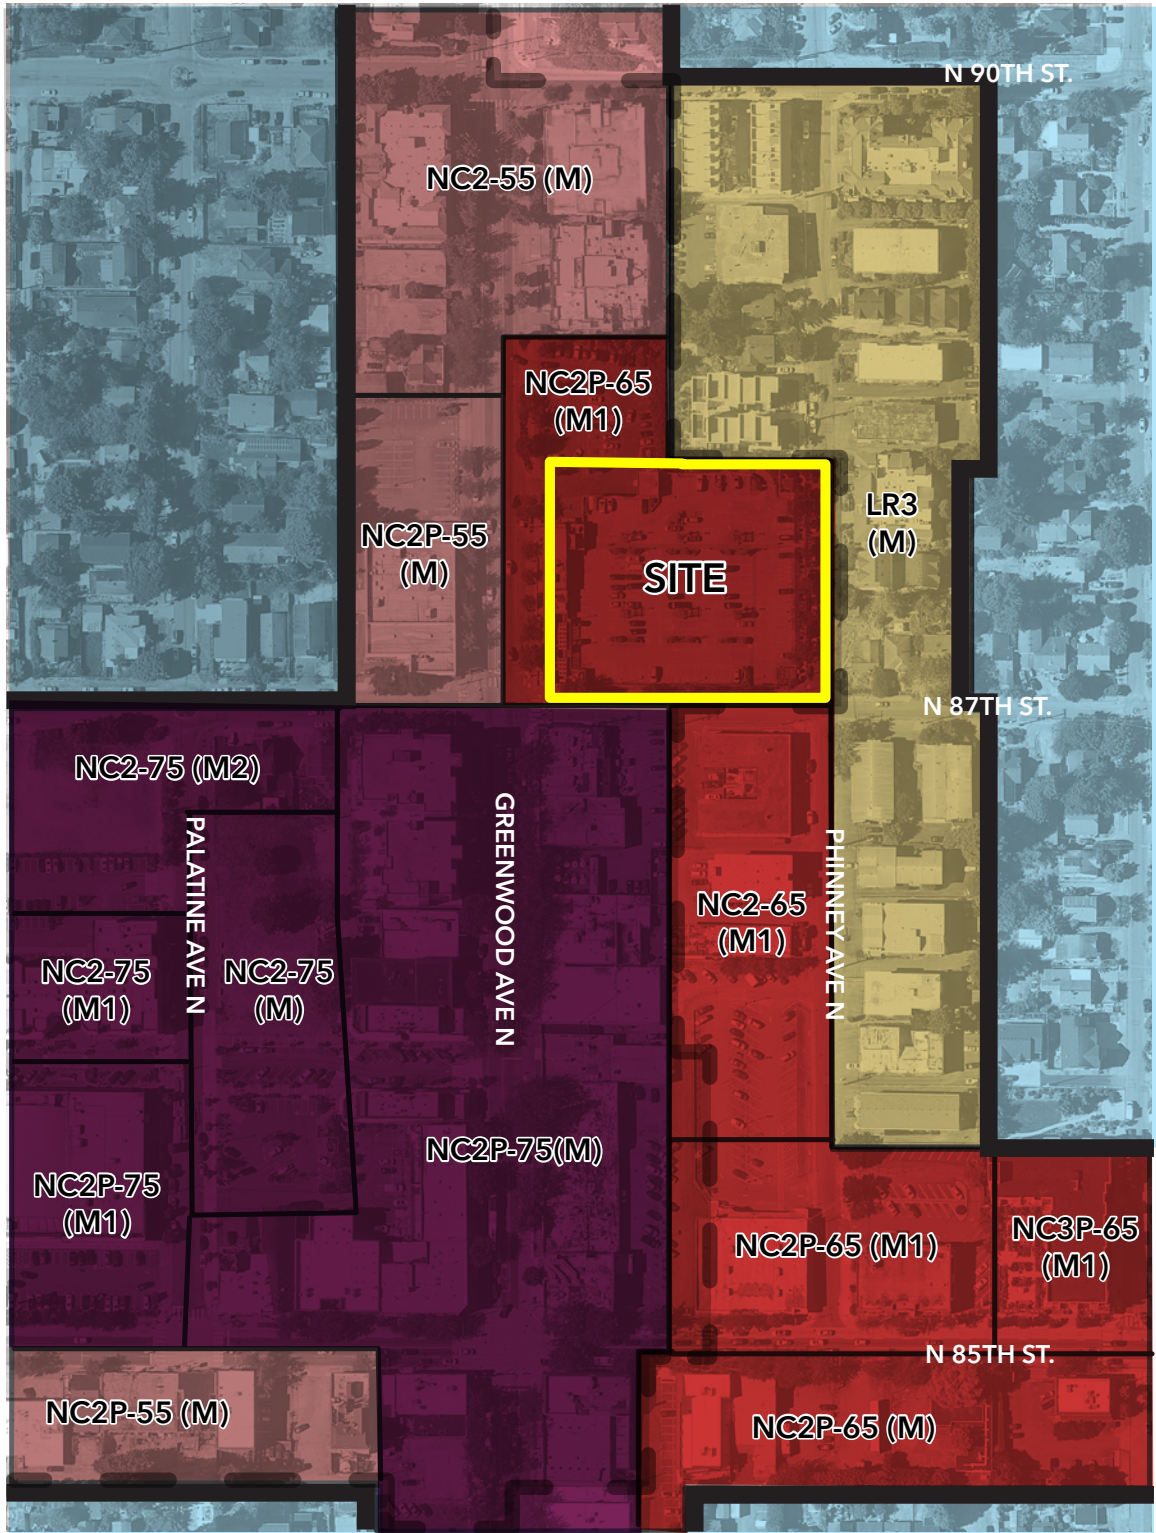 N 90TH ST.
NC2-55 (M)
NC2P-65
(M1)
LR3
(M)
NC2P-55
(M)
SITE
N 87TH ST.
NC2-75 (M2)
PALATINE AVE N
GREENWOOD AVE N
PHINNEY AVE N
NC2-65
(M1)
NC2-75
(M1)
NC2-75
(M)
NC2P-75(M)
NC2P-75
(M1)
NC2P-65 (M1)
NC3P-65
(M1)
N 85TH ST.
NC2P-55 (M)
NC2P-65 (M)